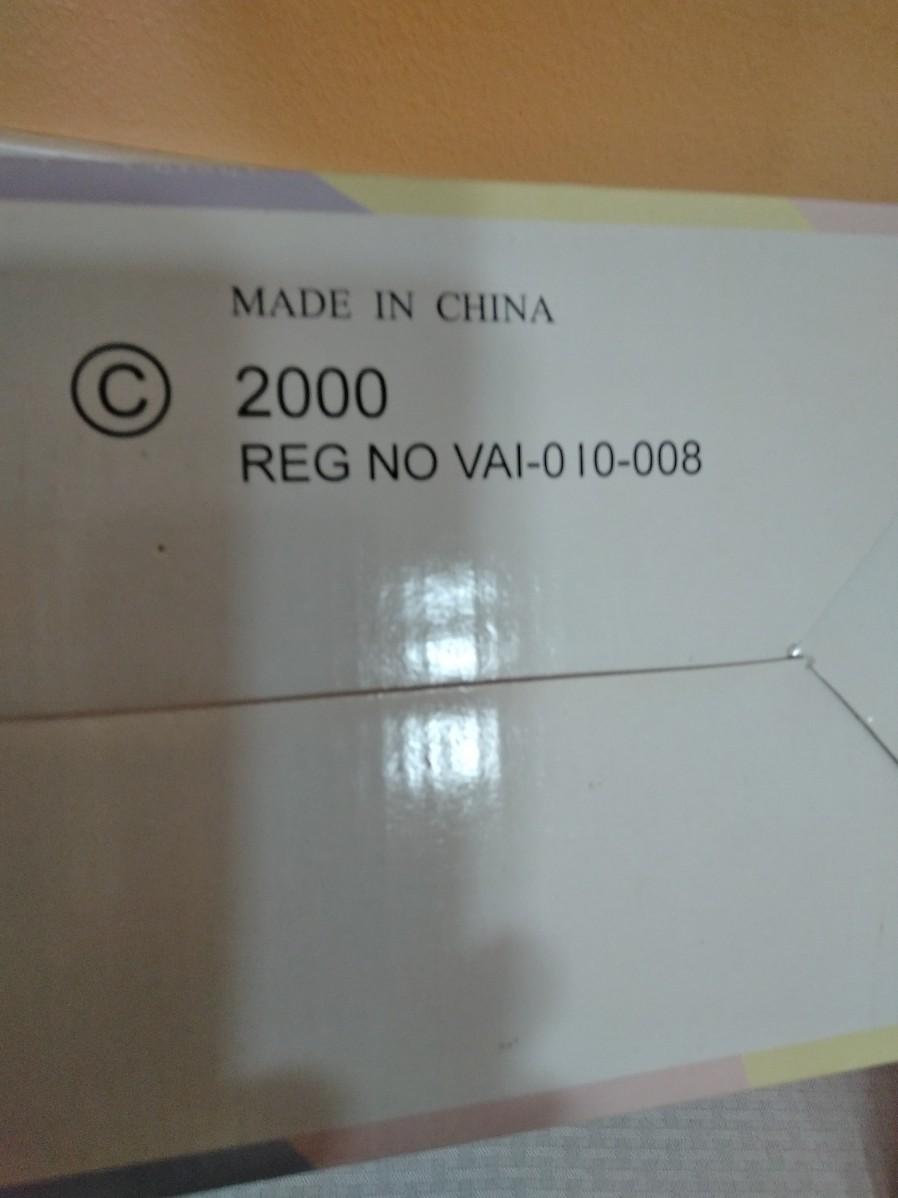 MADE IN CHINA
© 2000
REG NO VAI-010-008